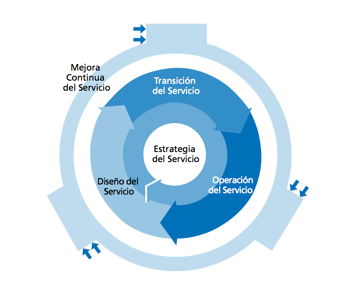 Mejora
Continua
del Servicio
Transición
del Servicio
Estrategia
del Servicio
Diseño del
Servicio
Operación
del Servicio